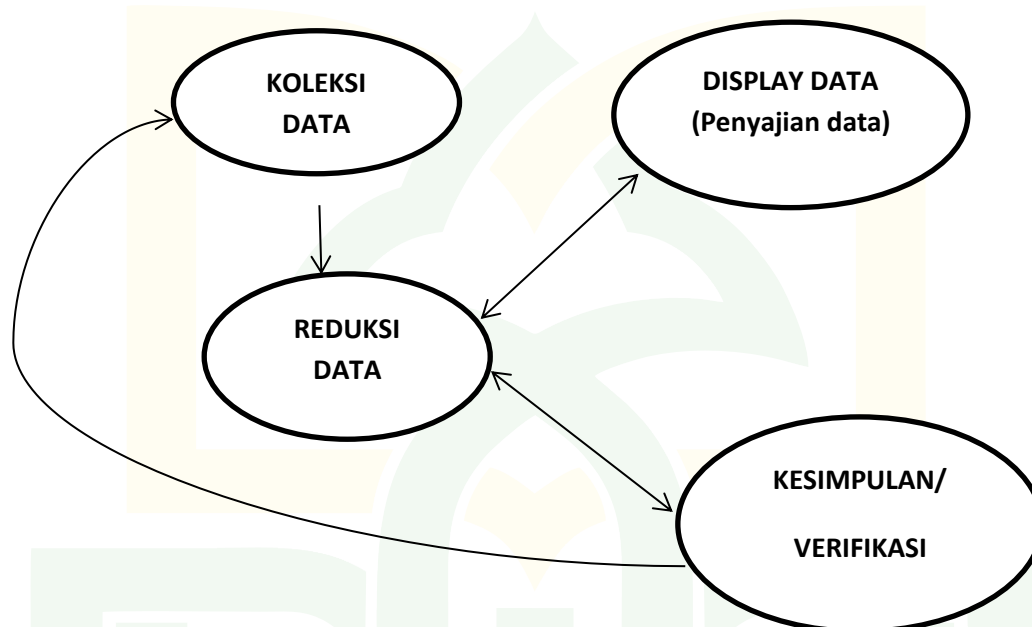 KOLEKSI
DATA
DISPLAY DATA
(Penyajian data)
REDUKSI
DATA
KESIMPULAN/
VERIFIKASI